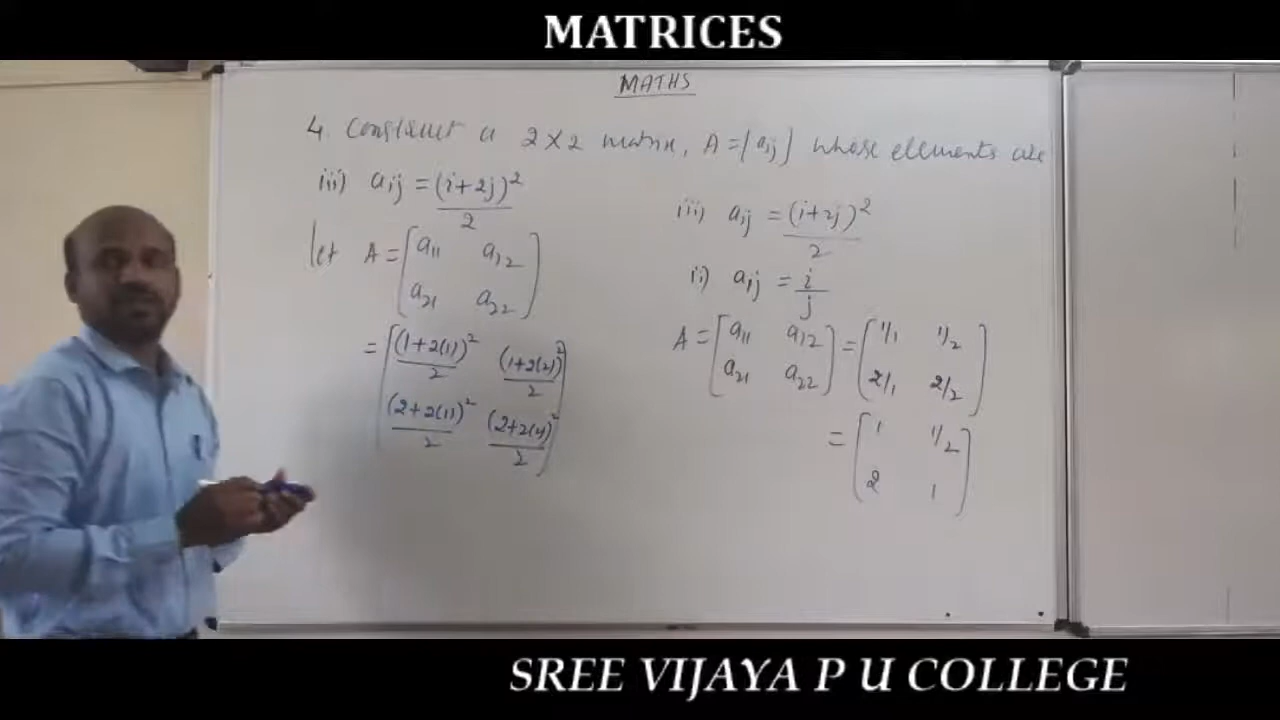 MATRICES
MATHS
4. Construct a 2×2 matrix, A = [aij] whose elements are
iii) aij = (i+2j)²/2
let A = [a11 a12
a21 a22]
= [(1+2(1))²/2 (1+2(2))²/2
(2+2(1))²/2 (2+2(4)²/2]
iii) aij = (i+2j)²/2
ii) aij = i/j
A = [a11 a12 = [1/1 1/2
a21 a22] 2/1 2/2]
= [1 1/2
2 1]
SREE VIJAYA P U COLLEGE